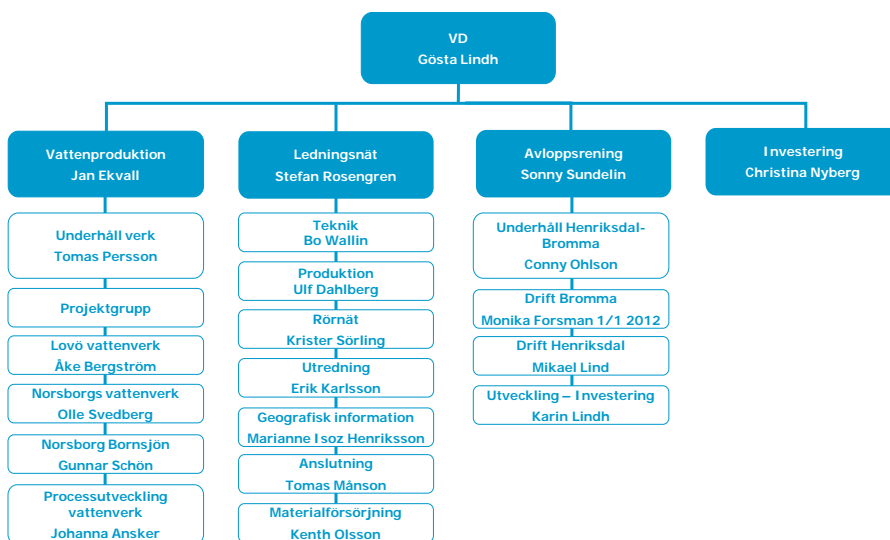 VD
Gösta Lindh
Vattenproduktion
Jan Ekvall
Ledningsnät
Stefan Rosengren
Avloppsrening
Sonny Sundelin
Investering
Christina Nyberg
Underhåll verk
Tomas Persson
Projektgrupp
Lovö vattenverk
Åke Bergström
Norsborgs vattenverk
Olle Svedberg
Norsborg Bornsjön
Gunnar Schön
Processutveckling
vattenverk
Johanna Ansker
Teknik
Bo Wallin
Produktion
Ulf Dahlberg
Rörnät
Krister Sörling
Utredning
Erik Karlsson
Geografisk information
Marianne Isoz Henriksson
Anslutning
Tomas Månson
Materialförsörjning
Kenth Olsson
Underhåll Henriksdal-
Bromma
Conny Ohlson
Drift Bromma
Monika Forsman 1/1 2012
Drift Henriksdal
Mikael Lind
Utveckling – Investering
Karin Lindh